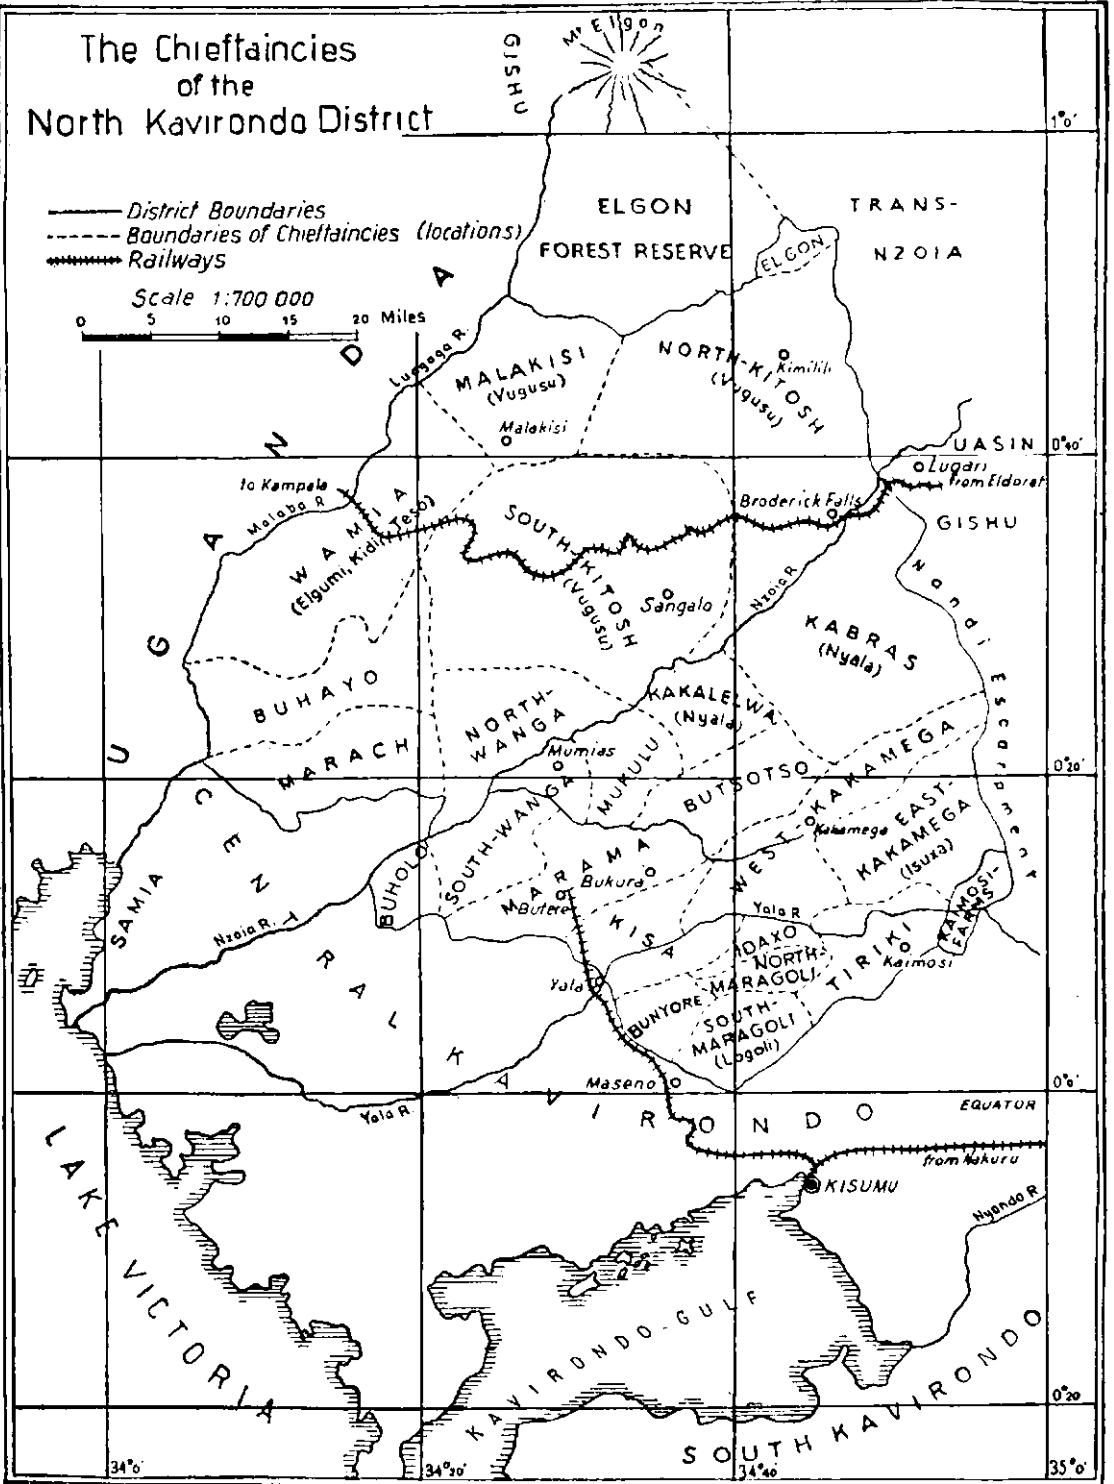 The Chieftaincies
of the
North Kavirondo District
District Boundaries
Boundaries of Chieftaincies (locations)
Railways
Scale 1:700 000
0 5 10 15 20 Miles
GISHU
Mt Elgon
1°0'
ELGON
FOREST RESERVE
TRANS-
NZOIA
ELGON
UGANDA
Lwagaga R.
MALAKISI
(Vugusu)
Malakisi
NORTH-KITOSH
(Vugusu)
Kimilili
UASIN
GISHU
0°40'
Lugari
from Eldoret
to Kampala
Malaba R
WAMIA
(Elgumi, Kidi, Teso)
SOUTH-KITOSH
(Vugusu)
Broderick Falls
Sangalo
Nzoia R.
KABRAS
(Nyala)
Nandi Escarpment
BUHAYO
NORTH-
WANGA
KAKALELWA
(Nyala)
MARACH
Mumias
MUKULU
BUTSOTSO
0°20'
WEST KAKAMEGA
Kakamega
EAST-
KAKAMEGA
(Isuxa)
SOUTH-WANGA
BUHOLO
MARAMA
Bukura
Butere
KISA
SAMIA
Nzoia R.
CENTRAL KAVIRONDO
Yala R
IDAXO
NORTH-
MARAGOLI
TIRIKI
Kaimosi
KAIMOSI-
FARMS
Yala
BUNYORE
SOUTH-
MARAGOLI
(Logoli)
Maseno
0°0'
Yala R.
EQUATOR
from Nakuru
KISUMU
Nyando R
LAKE VICTORIA
KAVIRONDO-GULF
SOUTH KAVIRONDO
0°20'
34°0'
34°20'
34°40'
35°0'